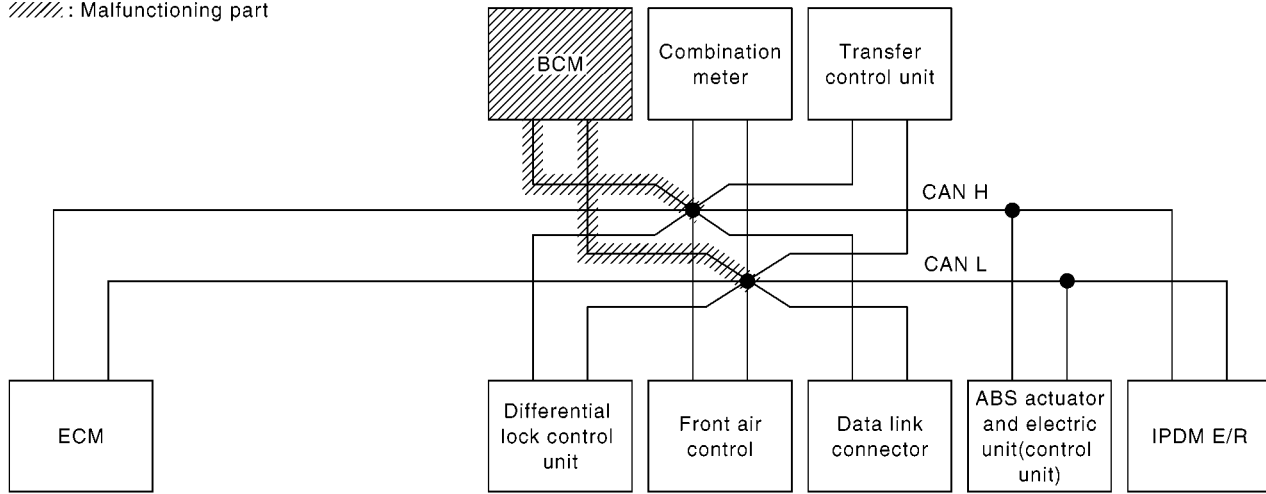 : Malfunctioning part
BCM
Combination
meter
Transfer
control unit
CAN H
CAN L
ECM
Differential
lock control
unit
Front air
control
Data link
connector
ABS actuator
and electric
unit(control
unit)
IPDM E/R